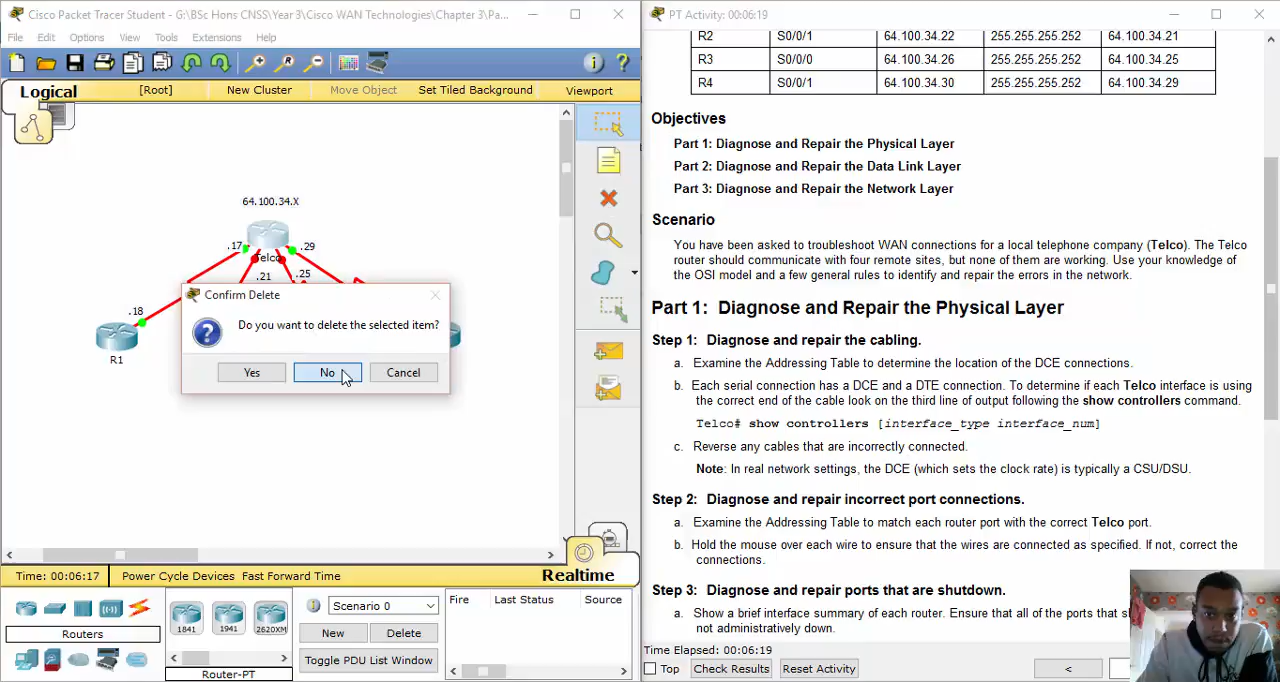 Cisco Packet Tracer Student - G:\BSc Hons CNSS\Year 3\Cisco WAN Technologies\Chapter 3\Pa...
File Edit Options View Tools Extensions Help
Logical [Root] New Cluster Move Object Set Tiled Background Viewport
64.100.34.X
.17 .29
Telco
.21 .25
.18
R1
Confirm Delete
Do you want to delete the selected item?
Yes No Cancel
Realtime
Time: 00:06:17 Power Cycle Devices Fast Forward Time
Routers
1841 1941 2620XM
Router-PT
Scenario 0
New Delete
Toggle PDU List Window
Fire Last Status Source
PT Activity: 00:06:19
R2 S0/0/1 64.100.34.22 255.255.255.252 64.100.34.21
R3 S0/0/0 64.100.34.26 255.255.255.252 64.100.34.25
R4 S0/0/1 64.100.34.30 255.255.255.252 64.100.34.29
Objectives
Part 1: Diagnose and Repair the Physical Layer
Part 2: Diagnose and Repair the Data Link Layer
Part 3: Diagnose and Repair the Network Layer
Scenario
You have been asked to troubleshoot WAN connections for a local telephone company (Telco). The Telco
router should communicate with four remote sites, but none of them are working. Use your knowledge of
the OSI model and a few general rules to identify and repair the errors in the network.
Part 1: Diagnose and Repair the Physical Layer
Step 1: Diagnose and repair the cabling.
a. Examine the Addressing Table to determine the location of the DCE connections.
b. Each serial connection has a DCE and a DTE connection. To determine if each Telco interface is using
the correct end of the cable look on the third line of output following the show controllers command.
Telco# show controllers [interface_type interface_num]
c. Reverse any cables that are incorrectly connected.
Note: In real network settings, the DCE (which sets the clock rate) is typically a CSU/DSU.
Step 2: Diagnose and repair incorrect port connections.
a. Examine the Addressing Table to match each router port with the correct Telco port.
b. Hold the mouse over each wire to ensure that the wires are connected as specified. If not, correct the
connections.
Step 3: Diagnose and repair ports that are shutdown.
a. Show a brief interface summary of each router. Ensure that all of the ports that
not administratively down.
Time Elapsed: 00:06:19
Top Check Results Reset Activity <